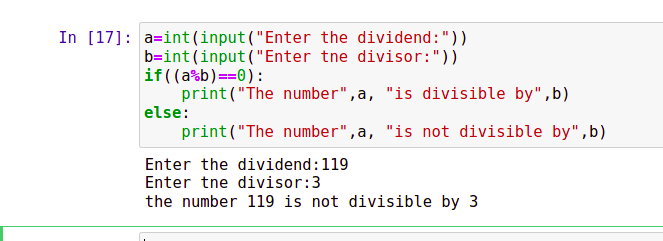 In [17]: a=int(input("Enter the dividend:"))
b=int(input("Enter tne divisor:"))
if((a%b)==0):
print("The number",a, "is divisible by",b)
else:
print("The number",a, "is not divisible by",b)
Enter tne dividend:119
Enter tne divisor:3
the number 119 is not divisible by 3